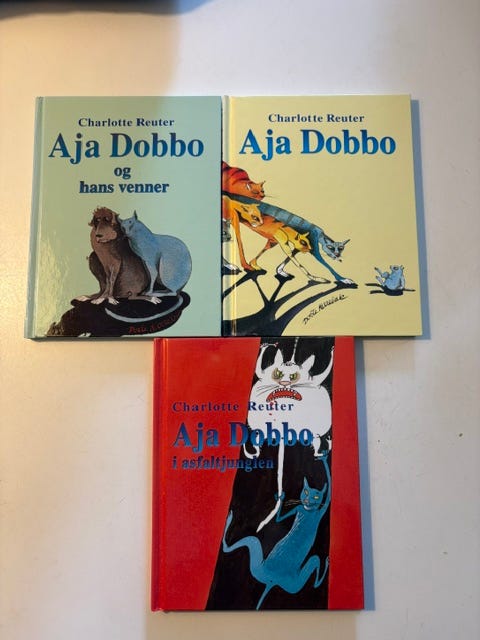 Charlotte Reuter
Aja Dobbo
og
hans venner
Charlotte Reuter
Aja Dobbo
Charlotte Reuter
Aja Dobbo
i asfaltjunglen